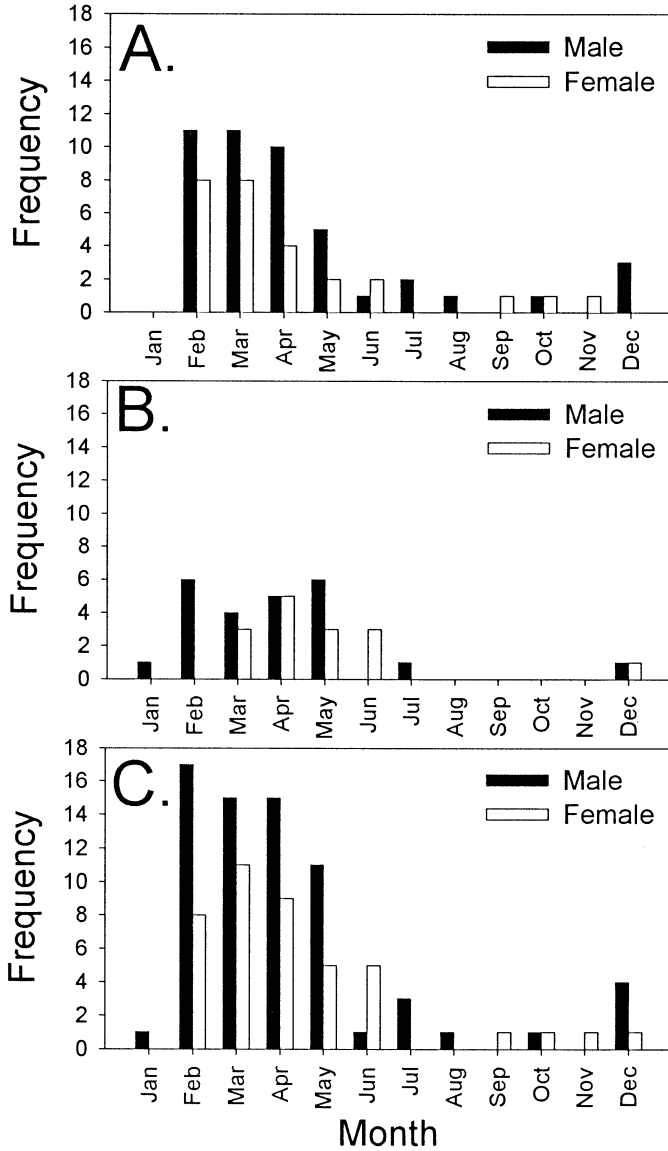 A.
Male
Female
Frequency
18
16
14
12
10
8
6
4
2
0
Jan
Feb
Mar
Apr
May
Jun
Jul
Aug
Sep
Oct
Nov
Dec
B.
Male
Female
Frequency
18
16
14
12
10
8
6
4
2
0
Jan
Feb
Mar
Apr
May
Jun
Jul
Aug
Sep
Oct
Nov
Dec
C.
Male
Female
Frequency
18
16
14
12
10
8
6
4
2
0
Jan
Feb
Mar
Apr
May
Jun
Jul
Aug
Sep
Oct
Nov
Dec
Month